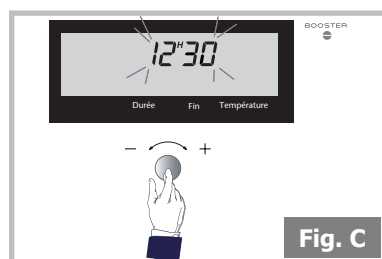 BOOSTER
12H30
Durée Fin Température
− +
Fig. C